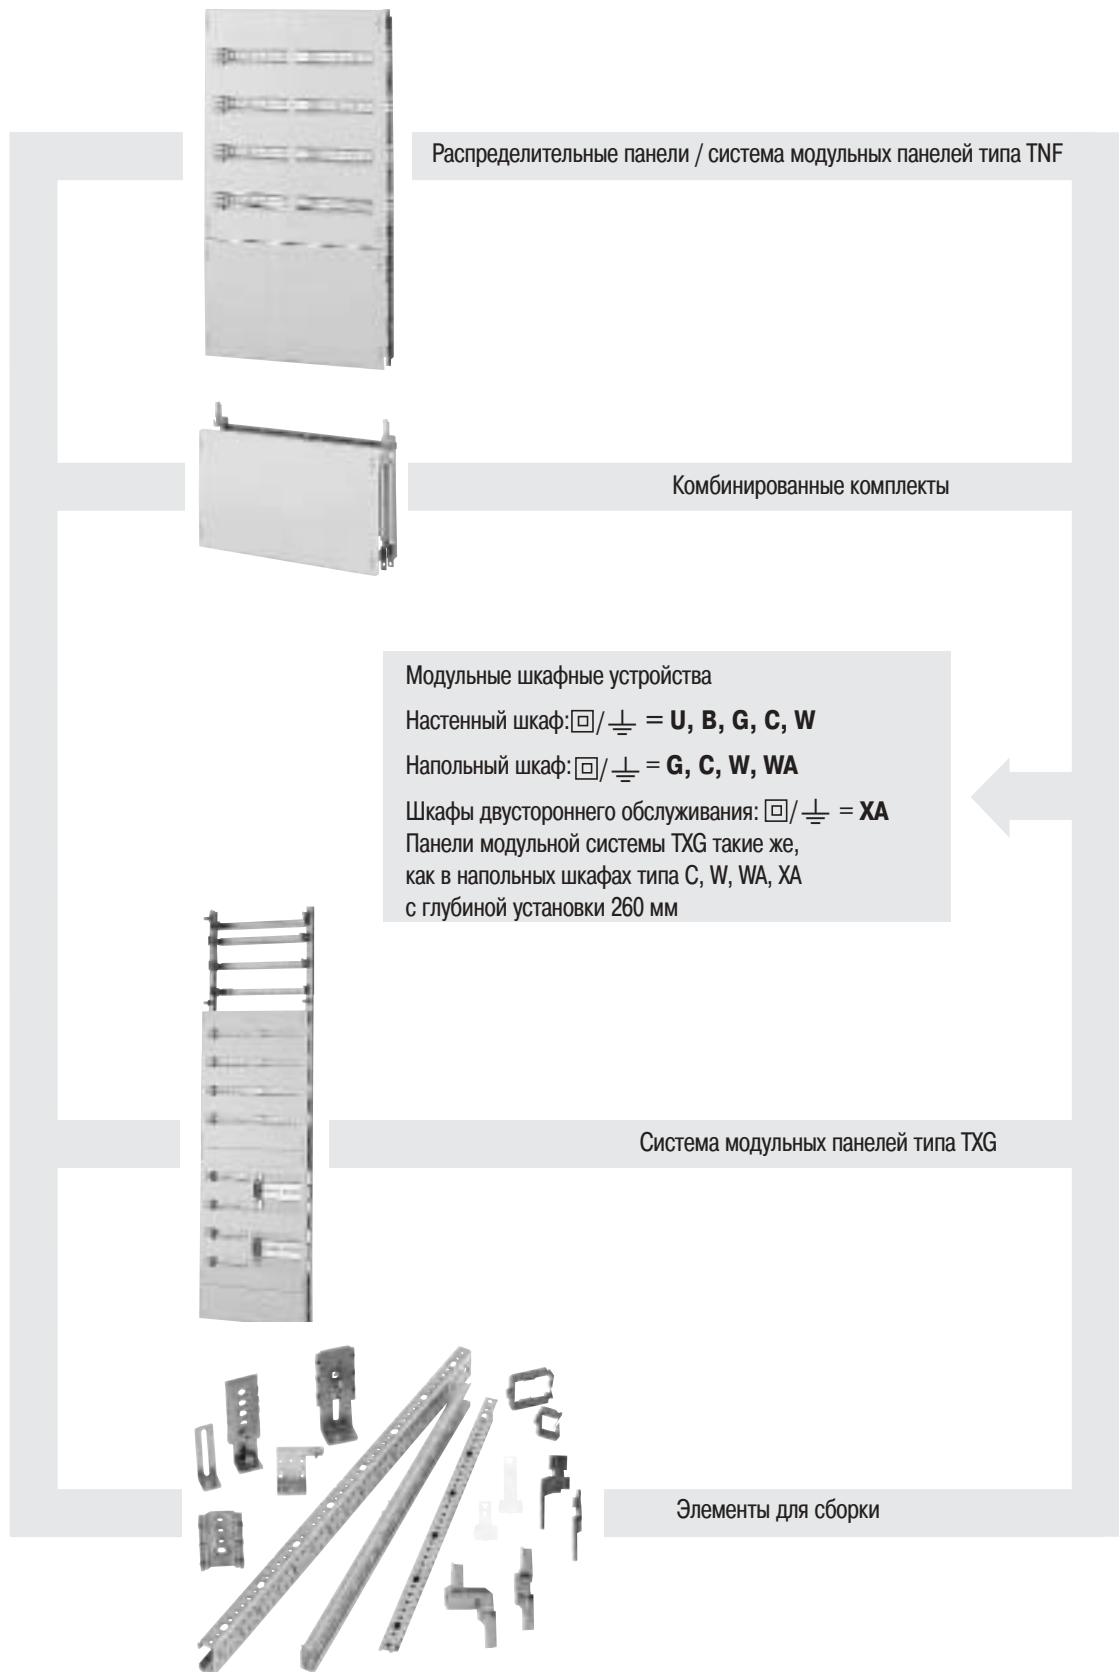 Распределительные панели / система модульных панелей типа TNF
Комбинированные комплекты
Модульные шкафные устройства
Настенный шкаф: / = U, B, G, C, W
Напольный шкаф: / = G, C, W, WA
Шкафы двустороннего обслуживания: / = XA
Панели модульной системы TXG такие же,
как в напольных шкафах типа C, W, WA, XA
с глубиной установки 260 мм
Система модульных панелей типа TXG
Элементы для сборки